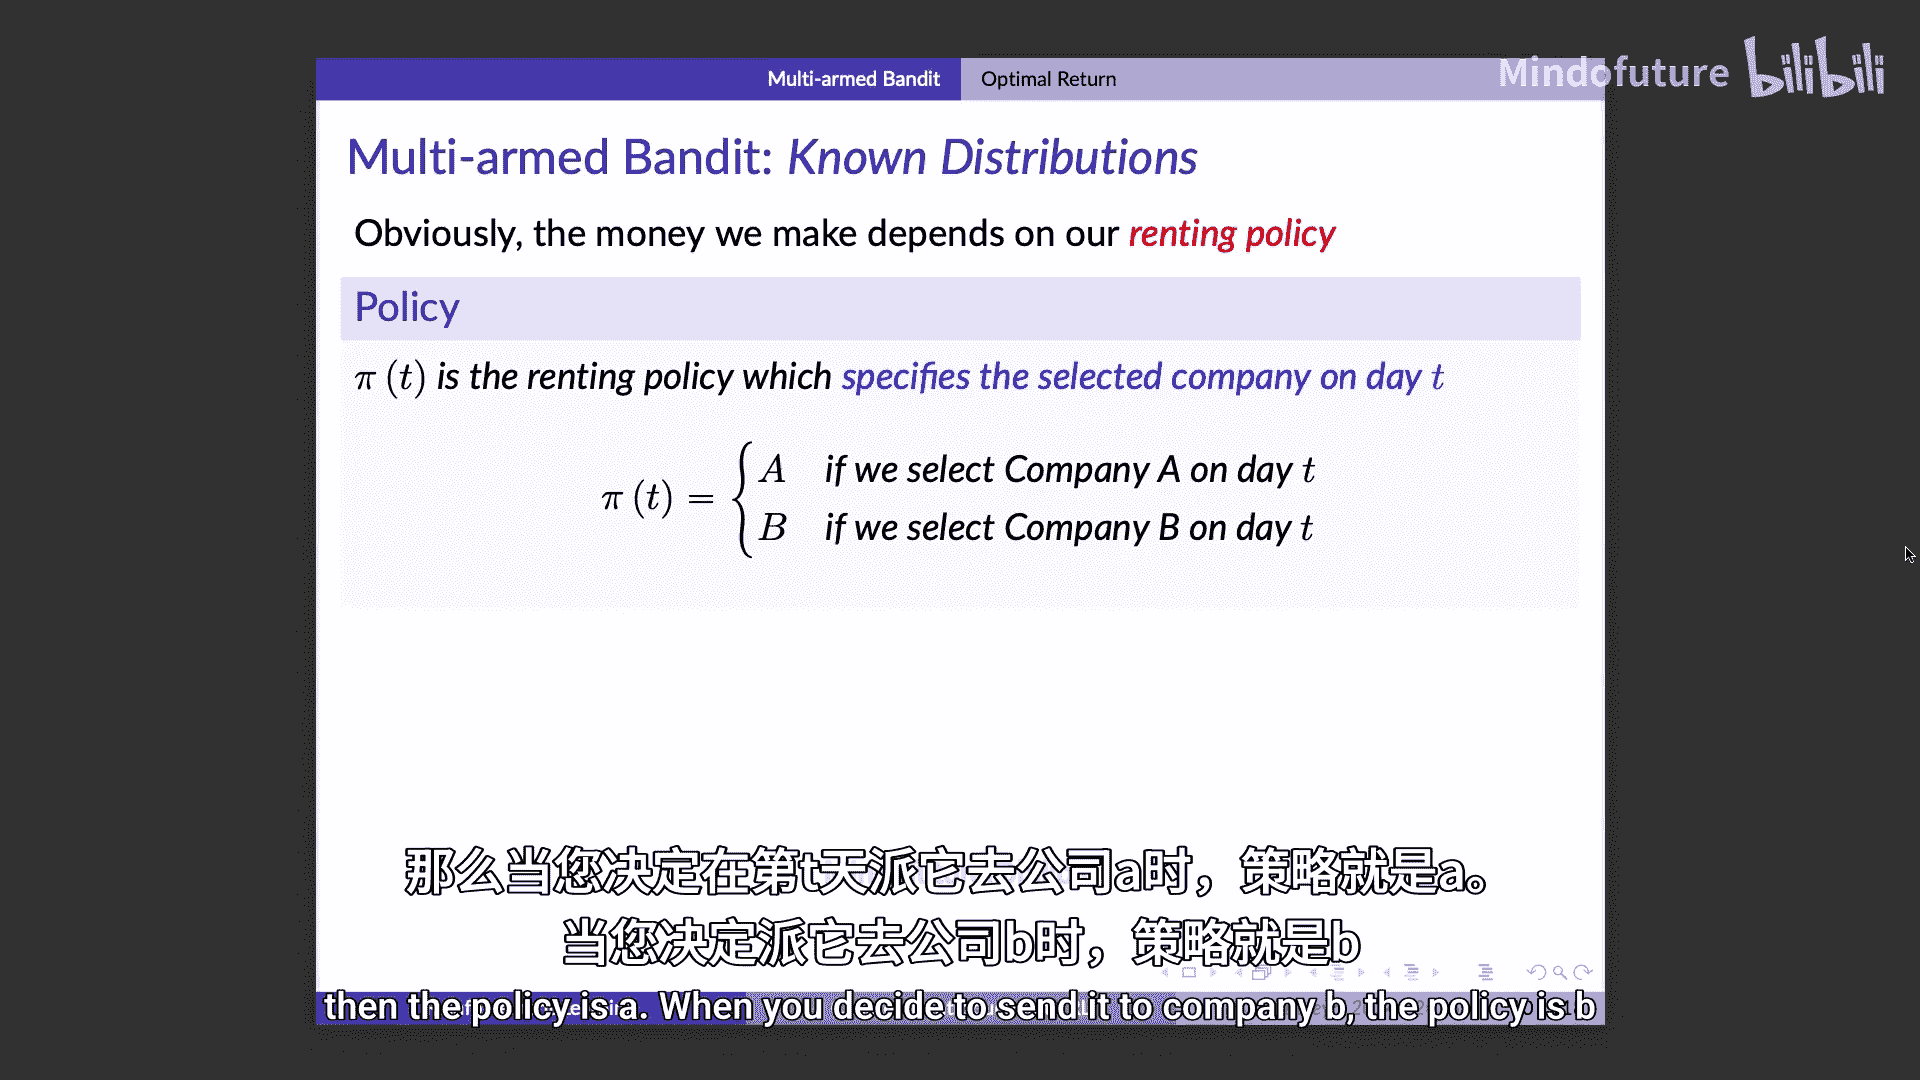 Mindofuture bilibili
Multi-armed Bandit Optimal Return
Multi-armed Bandit: Known Distributions
Obviously, the money we make depends on our renting policy
Policy
π (t) is the renting policy which specifies the selected company on day t
π (t) = { A if we select Company A on day t
B if we select Company B on day t
那么当您决定在第t天派它去公司a时，策略就是a。
当您决定派它去公司b时，策略就是b
then the policy is a. When you decide to send it to company b, the policy is b